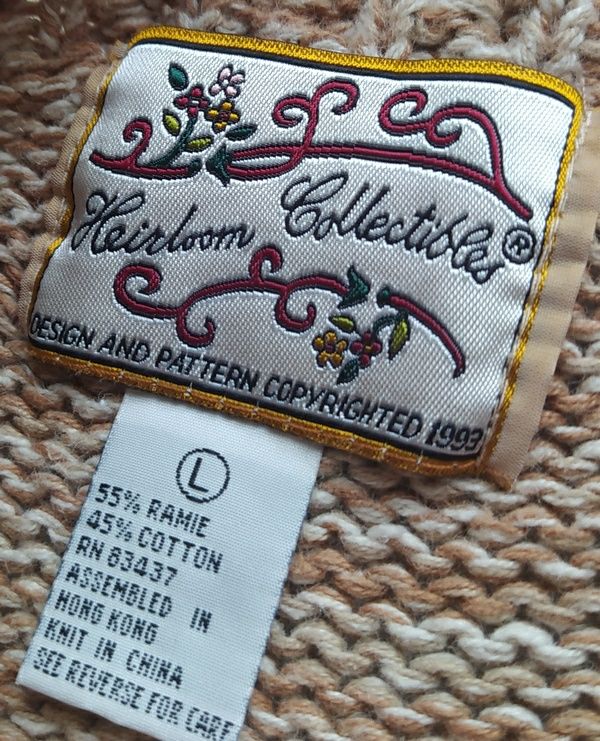 Heirloom Collectibles®
DESIGN AND PATTERN COPYRIGHTED 1993
L
55% RAMIE
45% COTTON
RN 63437
ASSEMBLED IN
HONG KONG
KNIT IN CHINA
SEE REVERSE FOR CARE